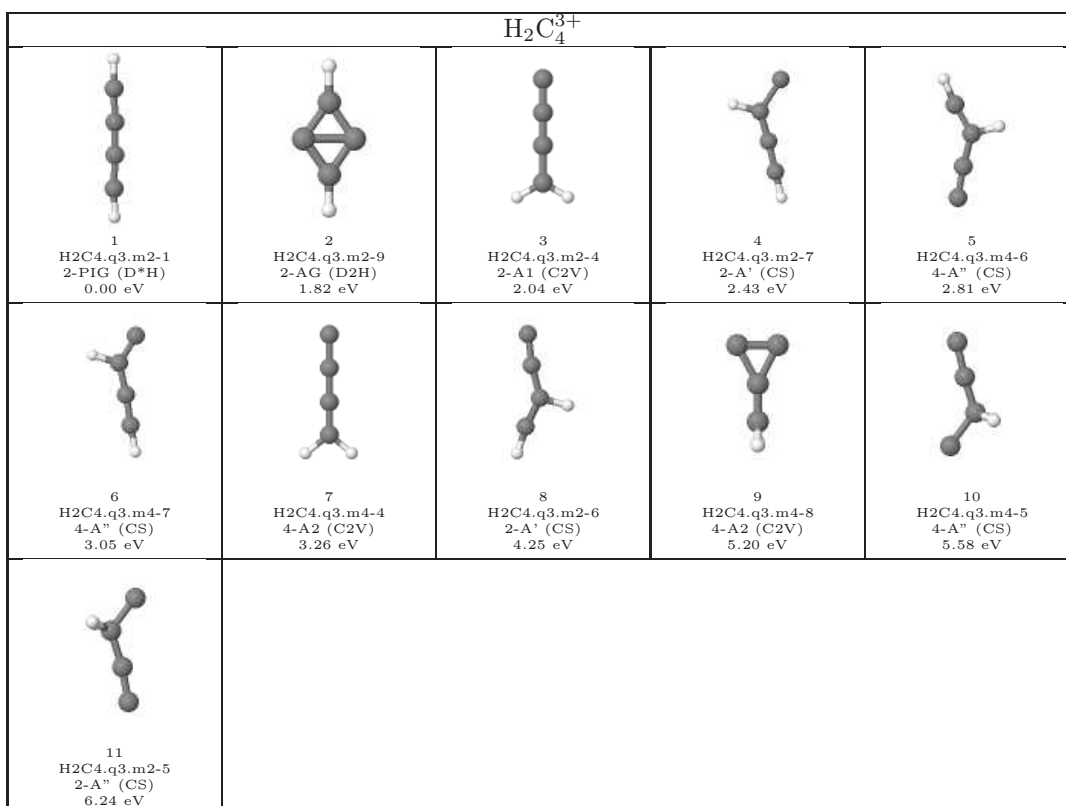 H₂C₄³⁺
1
H2C4.q3.m2-1
2-PIG (D*H)
0.00 eV
2
H2C4.q3.m2-9
2-AG (D2H)
1.82 eV
3
H2C4.q3.m2-4
2-A1 (C2V)
2.04 eV
4
H2C4.q3.m2-7
2-A' (CS)
2.43 eV
5
H2C4.q3.m4-6
4-A" (CS)
2.81 eV
6
H2C4.q3.m4-7
4-A" (CS)
3.05 eV
7
H2C4.q3.m4-4
4-A2 (C2V)
3.26 eV
8
H2C4.q3.m2-6
2-A' (CS)
4.25 eV
9
H2C4.q3.m4-8
4-A2 (C2V)
5.20 eV
10
H2C4.q3.m4-5
4-A" (CS)
5.58 eV
11
H2C4.q3.m2-5
2-A" (CS)
6.24 eV